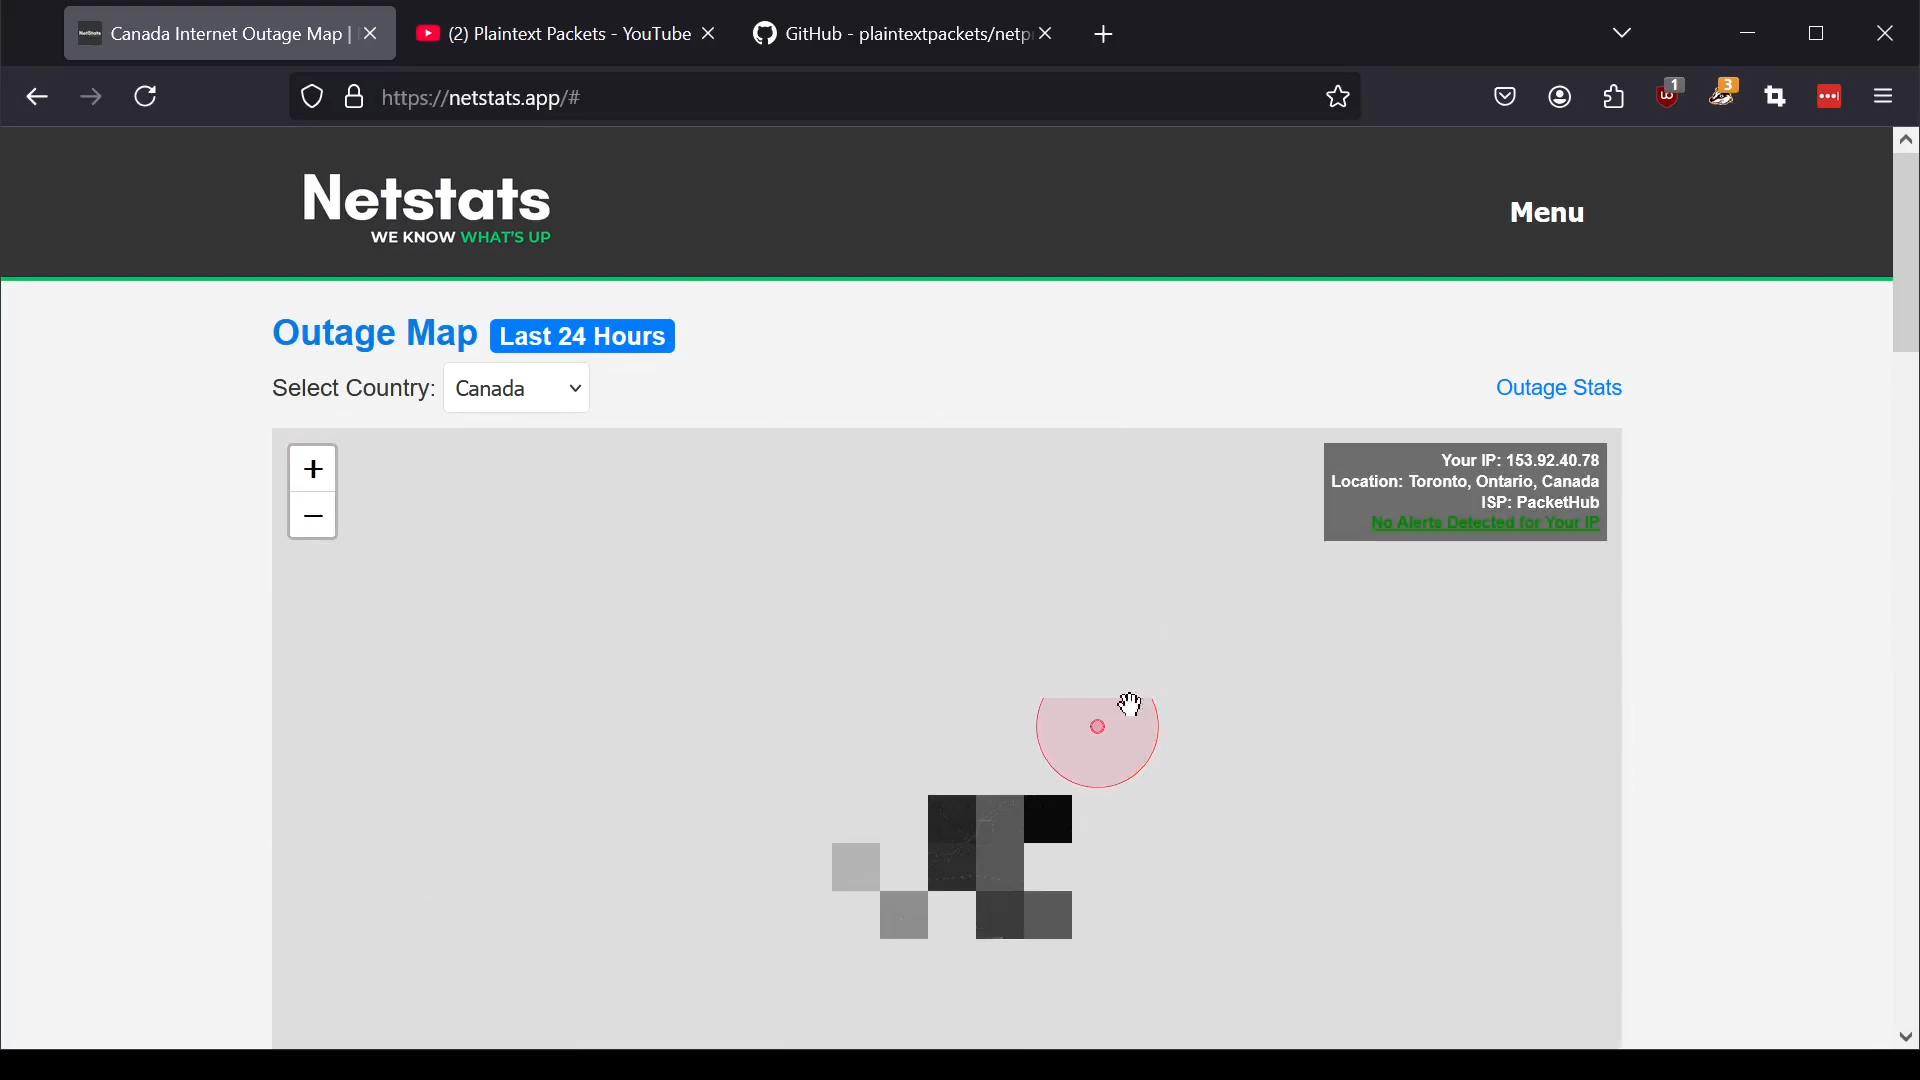 Canada Internet Outage Map |
(2) Plaintext Packets - YouTube
GitHub - plaintextpackets/netp
https://netstats.app/#
1
3
Netstats
WE KNOW WHAT'S UP
Menu
Outage Map Last 24 Hours
Select Country: Canada
Outage Stats
+
−
Your IP: 153.92.40.78
Location: Toronto, Ontario, Canada
ISP: PacketHub
No Alerts Detected for Your IP